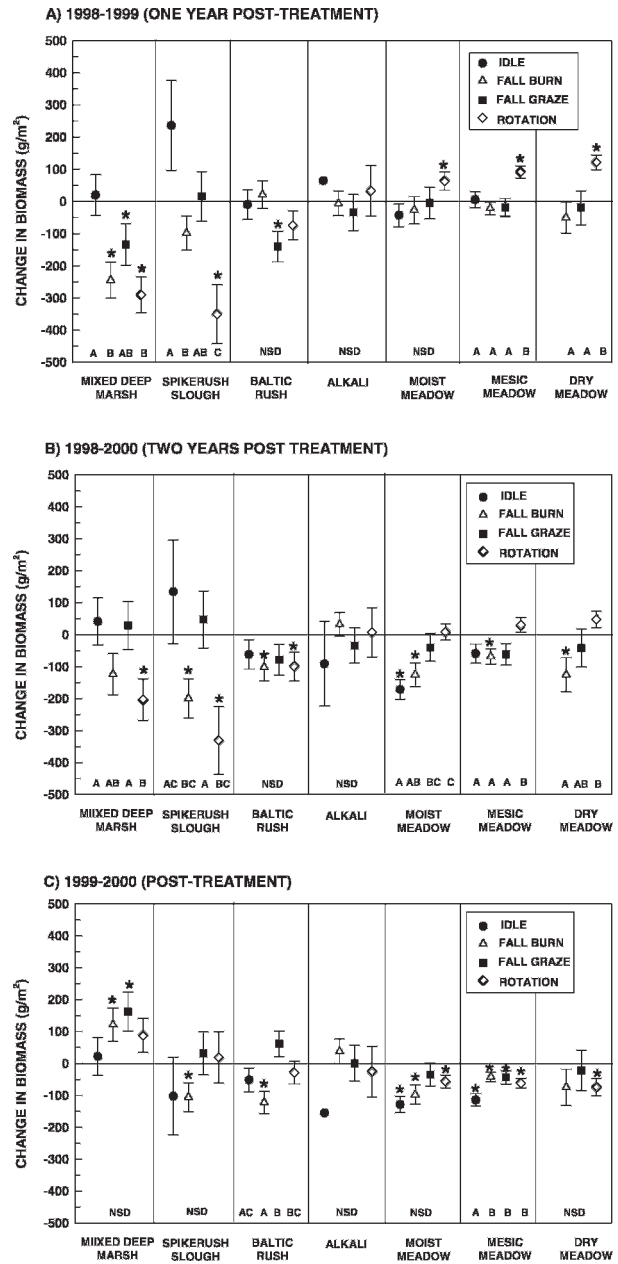 A) 1998-1999 (ONE YEAR POST-TREATMENT)
CHANGE IN BIOMASS (g/m²)
500
400
300
200
100
0
-100
-200
-300
-400
-500
IDLE
FALL BURN
FALL GRAZE
ROTATION
* * * * * * * *
A B AB B A B AB C NSD NSD NSD A A A B A A B
MIXED DEEP MARSH
SPIKERUSH SLOUGH
BALTIC RUSH
ALKALI
MOIST MEADOW
MESIC MEADOW
DRY MEADOW
B) 1998-2000 (TWO YEARS POST TREATMENT)
CHANGE IN BIOMASS (g/m²)
500
400
300
200
100
0
-100
-200
-300
-400
-500
IDLE
FALL BURN
FALL GRAZE
ROTATION
* * * * * * * * *
A AB A B AC BC A BC NSD NSD A AB BC C A A A B A AB B
MIIXED DEEP MARSH
SPIKERUSH SLOUGH
BALTIC RUSH
ALKALI
MOIST MEADOW
MESIC MEADOW
DRY MEADOW
C) 1999-2000 (POST-TREATMENT)
CHANGE IN BIOMASS (g/m²)
500
400
300
200
100
0
-100
-200
-300
-400
-500
IDLE
FALL BURN
FALL GRAZE
ROTATION
* * * * * * * * * * * *
NSD NSD AC A B BC NSD NSD A B B B NSD
MIIXED DEEP MARSH
SPIKERUSH SLOUGH
BALTIC RUSH
ALKALI
MOIST MEADOW
MESIC MEADOW
DRY MEADOW